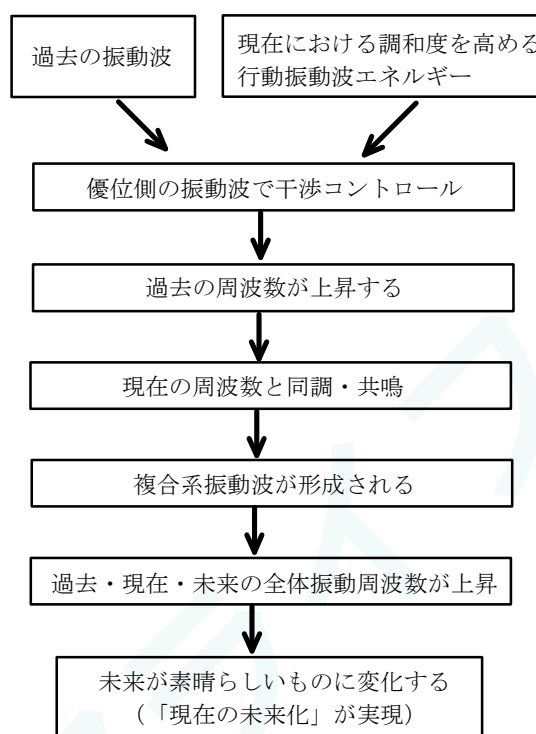 過去の振動波
現在における調和度を高める
行動振動波エネルギー
優位側の振動波で干渉コントロール
過去の周波数が上昇する
現在の周波数と同調・共鳴
複合系振動波が形成される
過去・現在・未来の全体振動周波数が上昇
未来が素晴らしいものに変化する
（「現在の未来化」が実現）